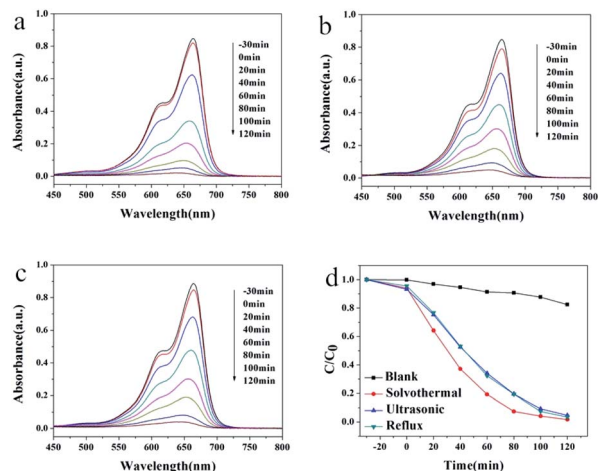 a
Absorbance(a.u.)
1.0
0.8
0.6
0.4
0.2
0.0
-30min
0min
20min
40min
60min
80min
100min
120min
450 500 550 600 650 700 750 800
Wavelength(nm)
b
Absorbance(a.u.)
1.0
0.8
0.6
0.4
0.2
0.0
-30min
0min
20min
40min
60min
80min
100min
120min
450 500 550 600 650 700 750 800
Wavelength(nm)
c
Absorbance(a.u.)
1.0
0.8
0.6
0.4
0.2
0.0
-30min
0min
20min
40min
60min
80min
100min
120min
450 500 550 600 650 700 750 800
Wavelength(nm)
d
C/C0
1.0
0.8
0.6
0.4
0.2
0.0
Blank
Solvothermal
Ultrasonic
Reflux
-20 0 20 40 60 80 100 120
Time(min)